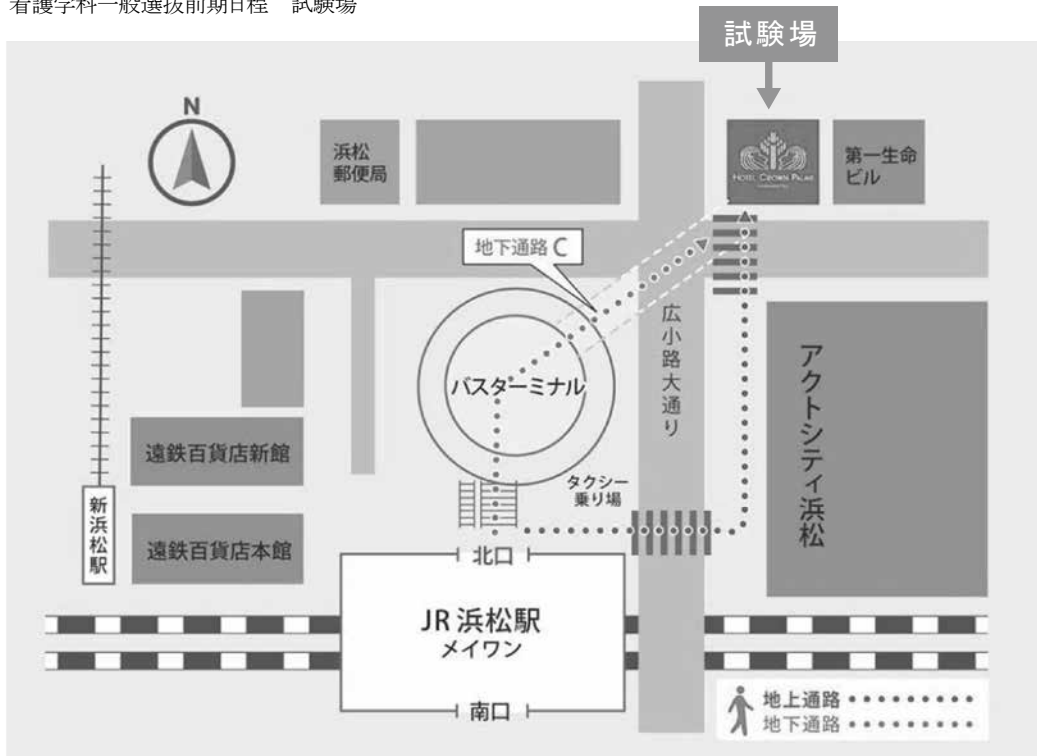 看護学科一般選抜前期日程 試験場
試験場
N
浜松
郵便局
HOTEL CROWN PALAIS
第一生命
ビル
地下通路 C
広小路大通り
バスターミナル
アクトシティ浜松
遠鉄百貨店新館
タクシー
乗り場
新浜松駅
遠鉄百貨店本館
北口
JR 浜松駅
メイワン
南口
地上通路
地下通路